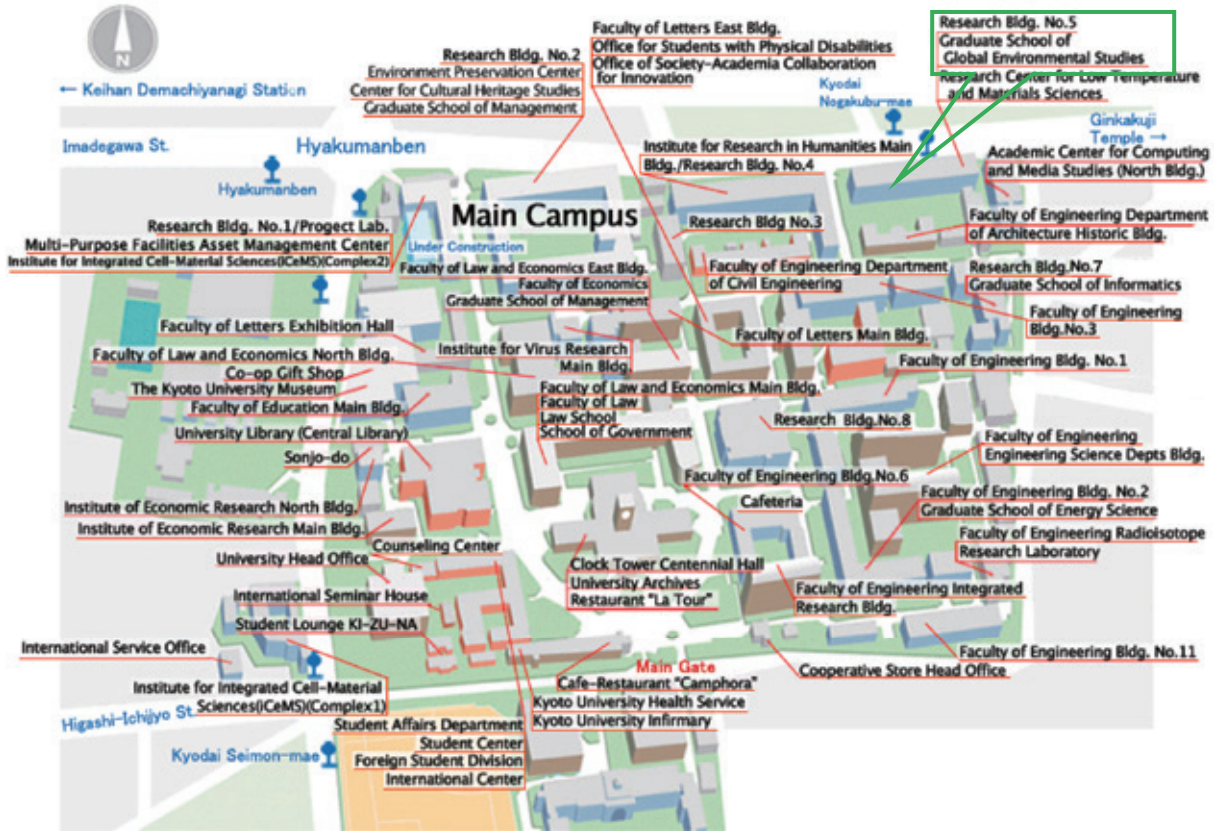 N
← Keihan Demachiyanagi Station
Imadegawa St.
Hyakumanben
Hyakumanben
Main Campus
Under Construction
Research Bldg. No.2
Environment Preservation Center
Center for Cultural Heritage Studies
Graduate School of Management
Faculty of Letters East Bldg.
Office for Students with Physical Disabilities
Office of Society-Academia Collaboration
for Innovation
Kyodai
Nogakubu-mae
Research Bldg. No.5
Graduate School of
Global Environmental Studies
Research Center for Low Temperature
and Materials Sciences
Ginkakuji
Temple →
Institute for Research in Humanities Main
Bldg./Research Bldg. No.4
Academic Center for Computing
and Media Studies (North Bldg.)
Research Bldg. No.1/Progect Lab.
Multi-Purpose Facilities Asset Management Center
Institute for Integrated Cell-Material Sciences(iCeMS)(Complex2)
Research Bldg No.3
Faculty of Engineering Department
of Architecture Historic Bldg.
Faculty of Law and Economics East Bldg.
Faculty of Economics
Graduate School of Management
Faculty of Engineering Department
of Civil Engineering
Research Bldg.No.7
Graduate School of Informatics
Faculty of Engineering
Bldg.No.3
Faculty of Letters Exhibition Hall
Faculty of Letters Main Bldg.
Institute for Virus Research
Main Bldg.
Faculty of Law and Economics North Bldg.
Co-op Gift Shop
The Kyoto University Museum
Faculty of Engineering Bldg. No.1
Faculty of Law and Economics Main Bldg.
Faculty of Law
Law School
School of Government
Faculty of Education Main Bldg.
Research Bldg.No.8
University Library (Central Library)
Sonjo-do
Faculty of Engineering
Engineering Science Depts Bldg.
Faculty of Engineering Bldg.No.6
Cafeteria
Faculty of Engineering Bldg. No.2
Graduate School of Energy Science
Institute of Economic Research North Bldg.
Institute of Economic Research Main Bldg.
Faculty of Engineering Radioisotope
Research Laboratory
Counseling Center
University Head Office
Clock Tower Centennial Hall
University Archives
Restaurant "La Tour"
Faculty of Engineering Integrated
Research Bldg.
International Seminar House
Student Lounge KI-ZU-NA
International Service Office
Main Gate
Faculty of Engineering Bldg. No.11
Cooperative Store Head Office
Cafe-Restaurant "Camphora"
Kyoto University Health Service
Kyoto University Infirmary
Institute for Integrated Cell-Material
Sciences(iCeMS)(Complex1)
Higashi-Ichijyo St.
Student Affairs Department
Student Center
Foreign Student Division
International Center
Kyodai Seimon-mae